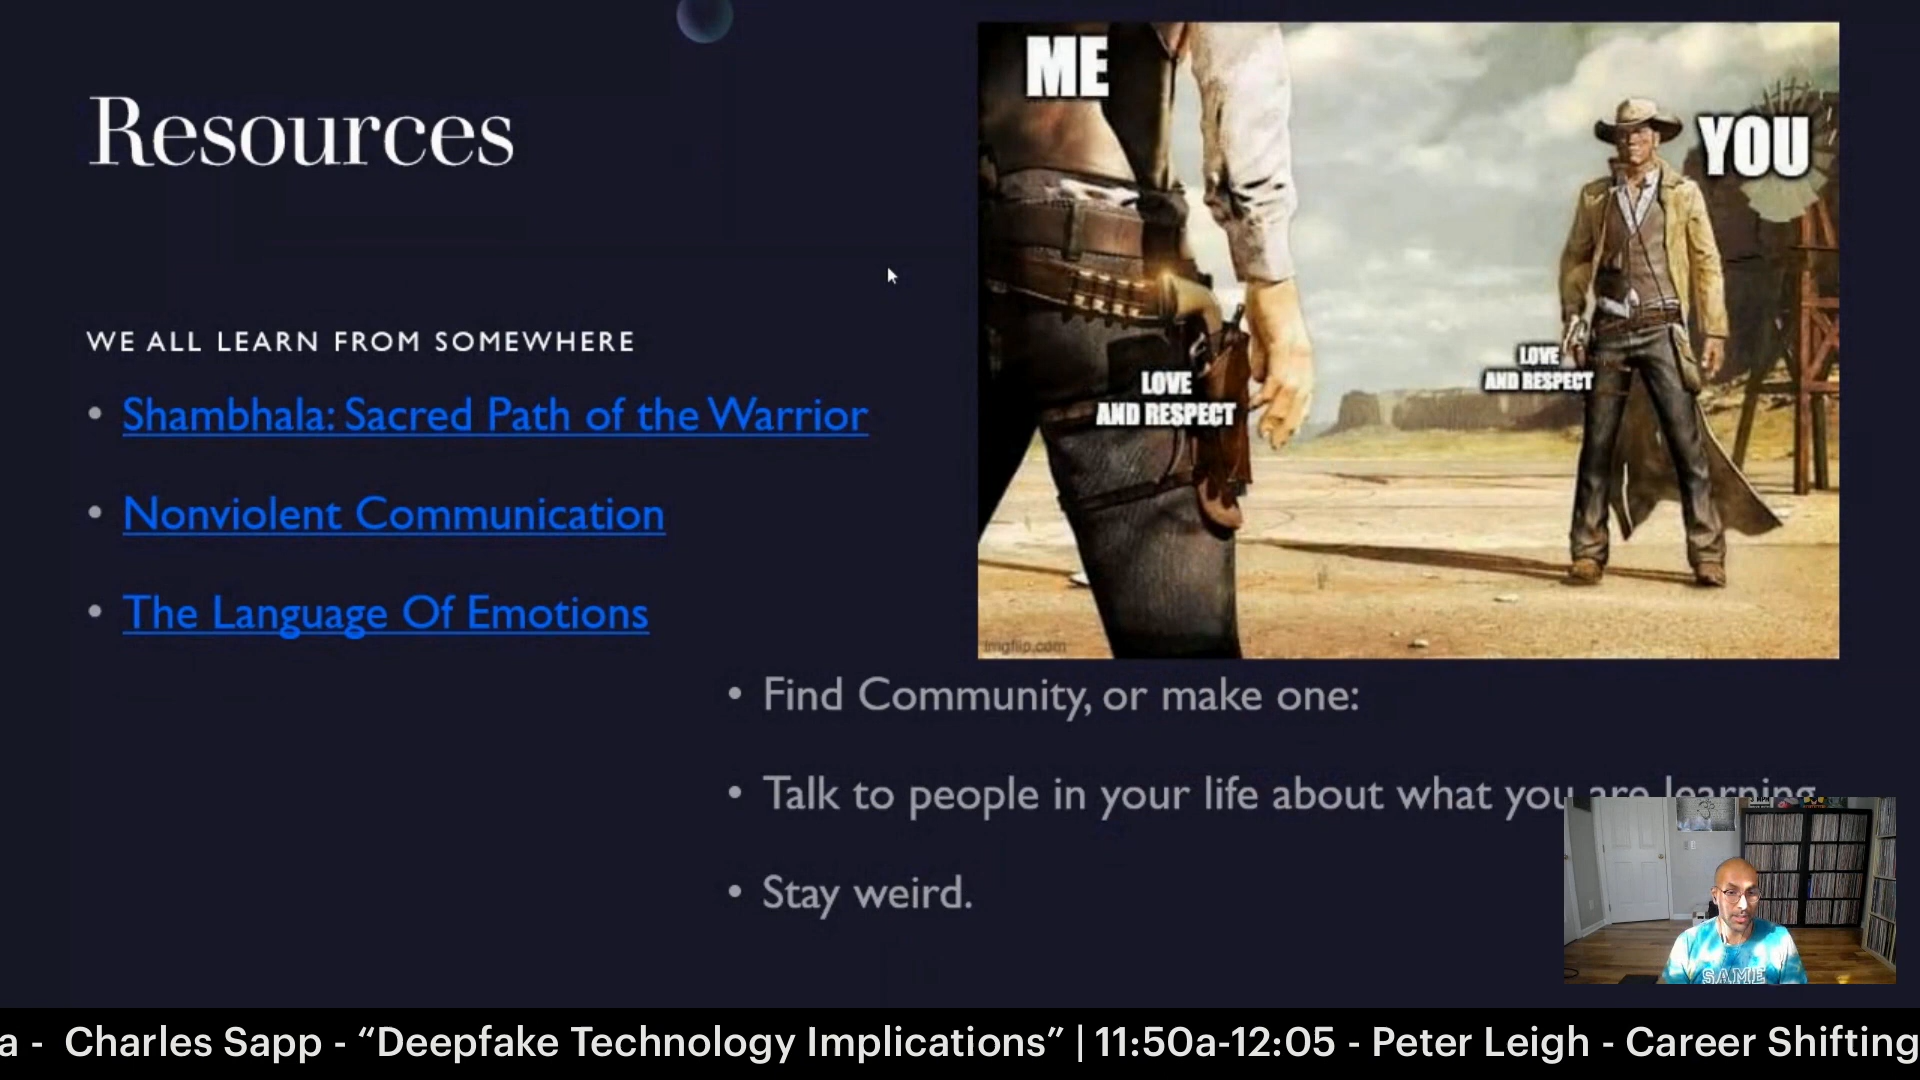 Resources
WE ALL LEARN FROM SOMEWHERE
• Shambhala: Sacred Path of the Warrior
• Nonviolent Communication
• The Language Of Emotions
ME
YOU
LOVE
AND RESPECT
LOVE
AND RESPECT
imgflip.com
• Find Community, or make one:
• Talk to people in your life about what you are learning
• Stay weird.
SAME
a - Charles Sapp - “Deepfake Technology Implications” | 11:50a-12:05 - Peter Leigh - Career Shifting